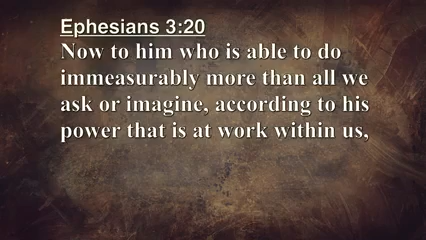 Ephesians 3:20
Now to him who is able to do
immeasurably more than all we
ask or imagine, according to his
power that is at work within us,